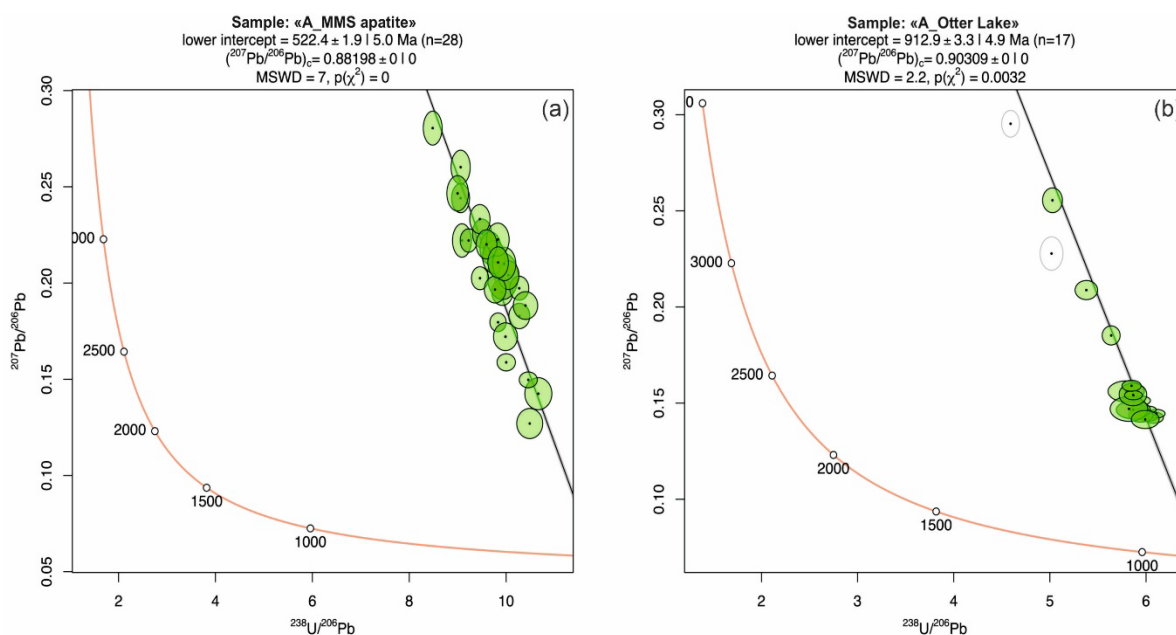 Sample: «A_MMS apatite»
lower intercept = 522.4 ± 1.9 | 5.0 Ma (n=28)
(²⁰⁷Pb/²⁰⁶Pb)c= 0.88198 ± 0 | 0
MSWD = 7, p(χ²) = 0
(a)
0.30
0.25
0.20
0.15
0.10
0.05
²⁰⁷Pb/²⁰⁶Pb
000
2500
2000
1500
1000
2 4 6 8 10
²³⁸U/²⁰⁶Pb
Sample: «A_Otter Lake»
lower intercept = 912.9 ± 3.3 | 4.9 Ma (n=17)
(²⁰⁷Pb/²⁰⁶Pb)c= 0.90309 ± 0 | 0
MSWD = 2.2, p(χ²) = 0.0032
(b)
0.30
0.25
0.20
0.15
0.10
²⁰⁷Pb/²⁰⁶Pb
0
3000
2500
2000
1500
1000
2 3 4 5 6
²³⁸U/²⁰⁶Pb